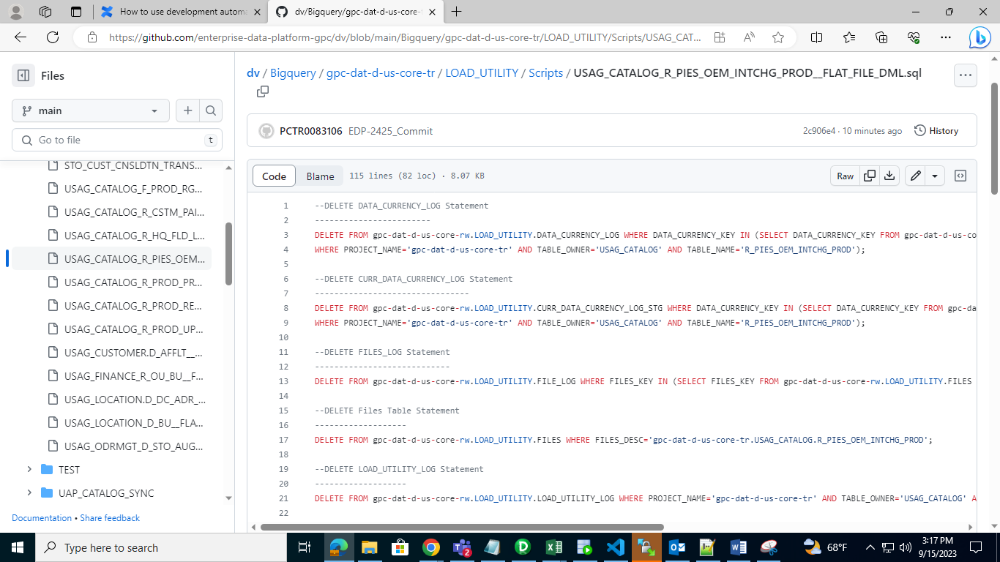 How to use development automa
dv/Bigquery/gpc-dat-d-us-core-
https://github.com/enterprise-data-platform-gpc/dv/blob/main/Bigquery/gpc-dat-d-us-core-tr/LOAD_UTILITY/Scripts/USAG_CAT...
Files
main
Go to file
t
STO_CUST_CNSLDTN_TRANS...
USAG_CATALOG_F_PROD_RG...
USAG_CATALOG_R_CSTM_PAI...
USAG_CATALOG_R_HQ_FLD_L...
USAG_CATALOG_R_PIES_OEM...
USAG_CATALOG_R_PROD_PR...
USAG_CATALOG_R_PROD_RE...
USAG_CATALOG_R_PROD_UP...
USAG_CUSTOMER.D_AFFLT__...
USAG_FINANCE_R_OU_BU__F...
USAG_LOCATION.D_DC_ADR_...
USAG_LOCATION_D_BU__FLA...
USAG_ODRMGT_D_STO_AUG...
TEST
UAP_CATALOG_SYNC
Documentation • Share feedback
dv / Bigquery / gpc-dat-d-us-core-tr / LOAD_UTILITY / Scripts / USAG_CATALOG_R_PIES_OEM_INTCHG_PROD__FLAT_FILE_DML.sql
PCTR0083106 EDP-2425_Commit 2c906e4 · 10 minutes ago History
Code Blame 115 lines (82 loc) · 8.07 KB Raw
1 --DELETE DATA_CURRENCY_LOG Statement
2 ------------------------
3 DELETE FROM gpc-dat-d-us-core-rw.LOAD_UTILITY.DATA_CURRENCY_LOG WHERE DATA_CURRENCY_KEY IN (SELECT DATA_CURRENCY_KEY FROM gpc-dat-d-us-co
4 WHERE PROJECT_NAME='gpc-dat-d-us-core-tr' AND TABLE_OWNER='USAG_CATALOG' AND TABLE_NAME='R_PIES_OEM_INTCHG_PROD');
5
6 --DELETE CURR_DATA_CURRENCY_LOG Statement
7 --------------------------------
8 DELETE FROM gpc-dat-d-us-core-rw.LOAD_UTILITY.CURR_DATA_CURRENCY_LOG_STG WHERE DATA_CURRENCY_KEY IN (SELECT DATA_CURRENCY_KEY FROM gpc-da
9 WHERE PROJECT_NAME='gpc-dat-d-us-core-tr' AND TABLE_OWNER='USAG_CATALOG' AND TABLE_NAME='R_PIES_OEM_INTCHG_PROD');
10
11 --DELETE FILES_LOG Statement
12 ----------------------------
13 DELETE FROM gpc-dat-d-us-core-rw.LOAD_UTILITY.FILE_LOG WHERE FILES_KEY IN (SELECT FILES_KEY FROM gpc-dat-d-us-core-rw.LOAD_UTILITY.FILES
14
15 --DELETE Files Table Statement
16 -------------------
17 DELETE FROM gpc-dat-d-us-core-rw.LOAD_UTILITY.FILES WHERE FILES_DESC='gpc-dat-d-us-core-tr.USAG_CATALOG.R_PIES_OEM_INTCHG_PROD';
18
19 --DELETE LOAD_UTILITY_LOG Statement
20 -------------------
21 DELETE FROM gpc-dat-d-us-core-rw.LOAD_UTILITY.LOAD_UTILITY_LOG WHERE PROJECT_NAME='gpc-dat-d-us-core-tr' AND TABLE_OWNER='USAG_CATALOG' A
22
Type here to search
2
68°F
3:17 PM
9/15/2023